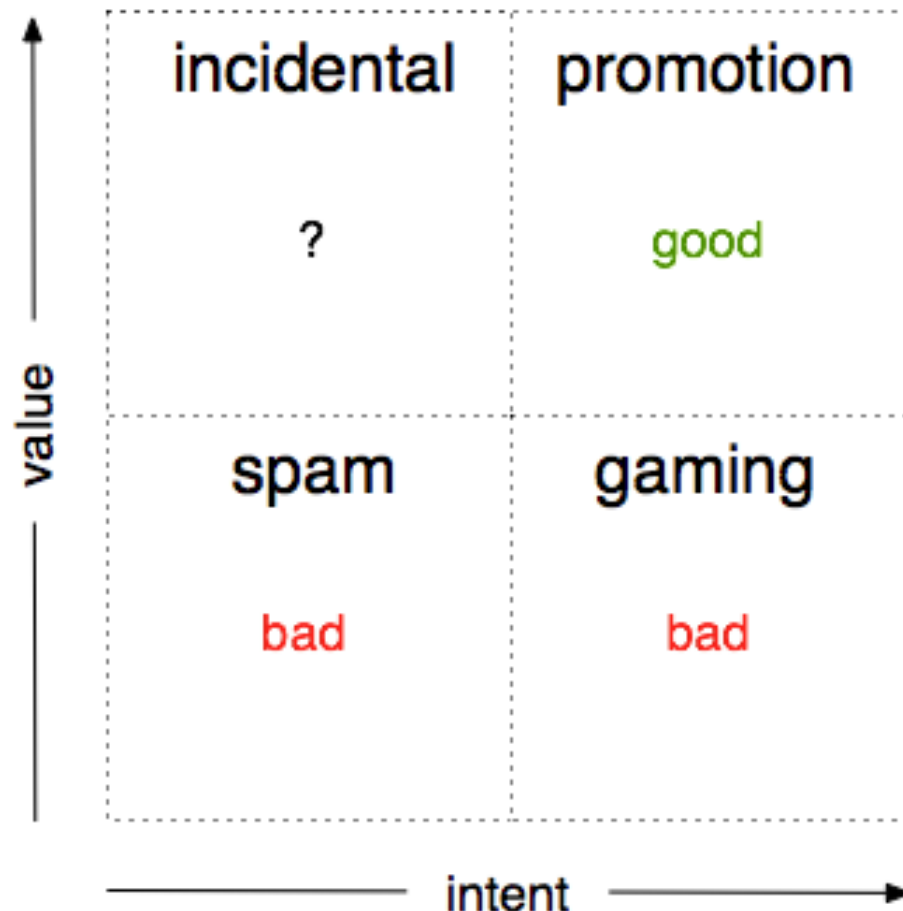 incidental
promotion
?
good
value
spam
gaming
bad
bad
intent